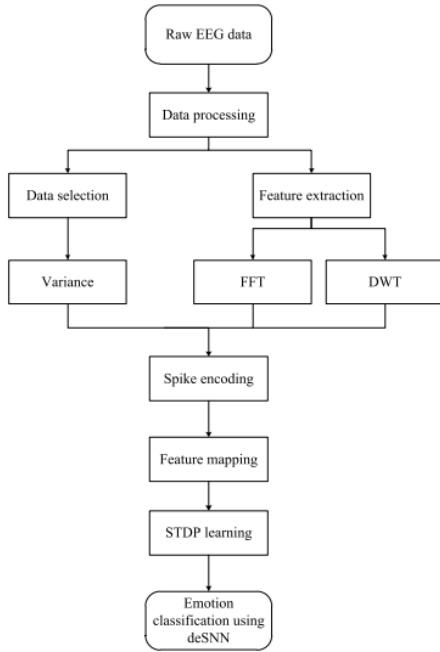 Raw EEG data
Data processing
Data selection
Feature extraction
Variance
FFT
DWT
Spike encoding
Feature mapping
STDP learning
Emotion
classification using
deSNN